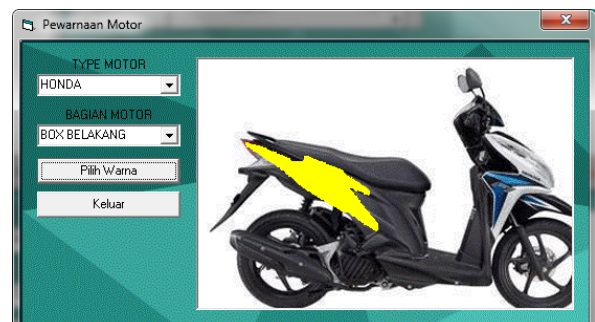 Pewarnaan Motor
TYPE MOTOR
HONDA
BAGIAN MOTOR
BOX BELAKANG
Pilih Warna
Keluar